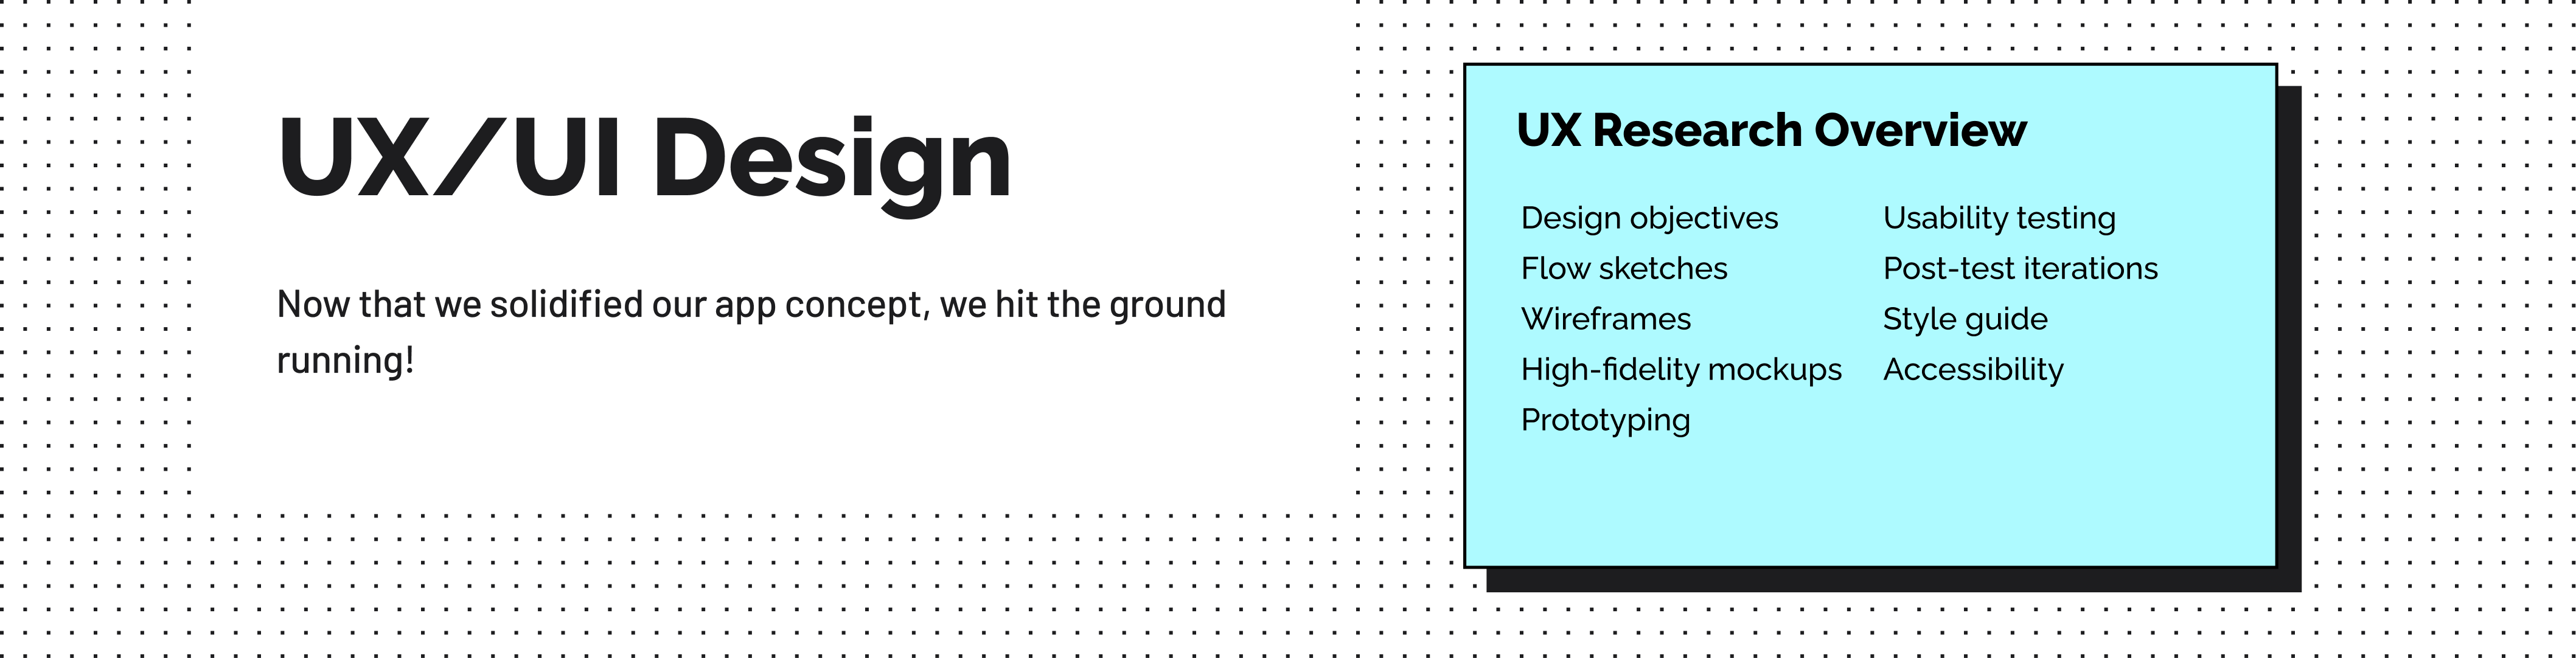 UX/UI Design
Now that we solidified our app concept, we hit the ground
running!
UX Research Overview
Design objectives
Flow sketches
Wireframes
High-fidelity mockups
Prototyping
Usability testing
Post-test iterations
Style guide
Accessibility